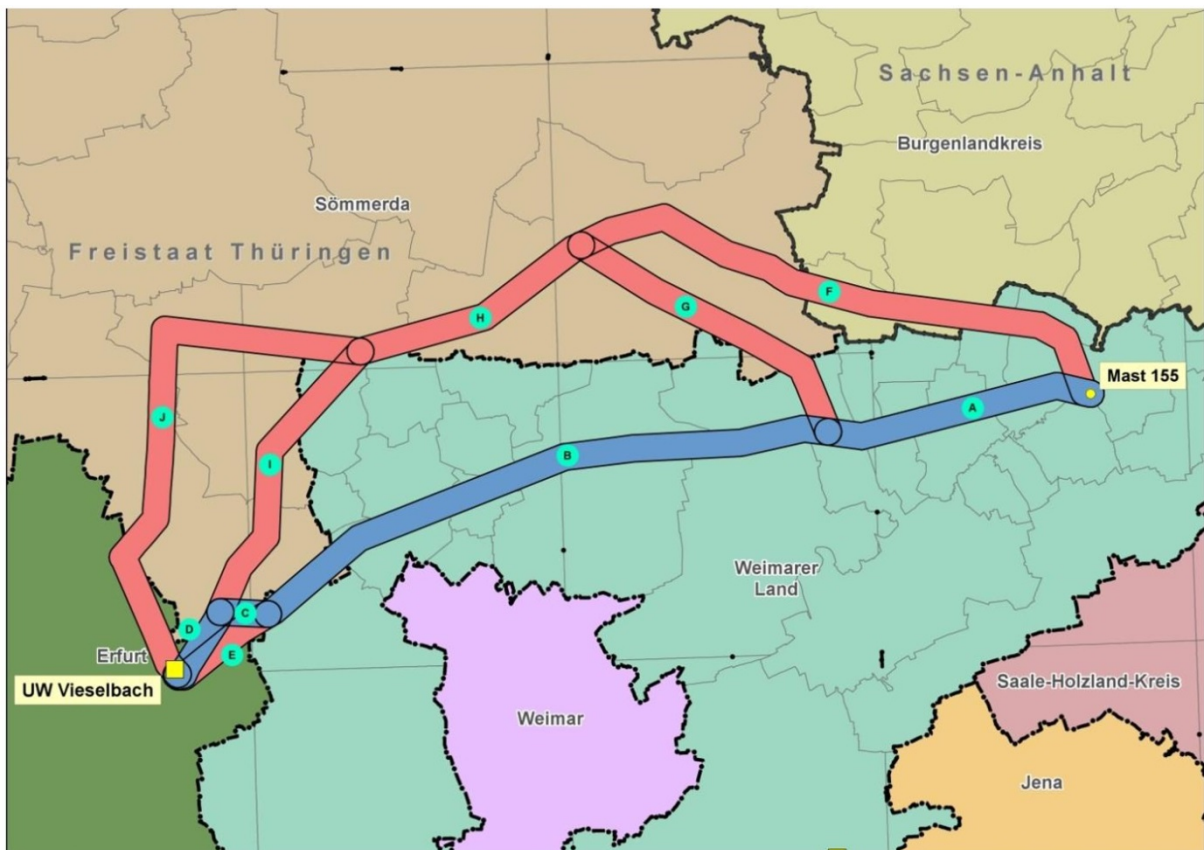 Sachsen-Anhalt
Burgenlandkreis
Sömmerda
Freistaat Thüringen
F
G
H
Mast 155
A
J
B
I
Weimarer
Land
C
D
E
Erfurt
UW Vieselbach
Saale-Holzland-Kreis
Weimar
Jena